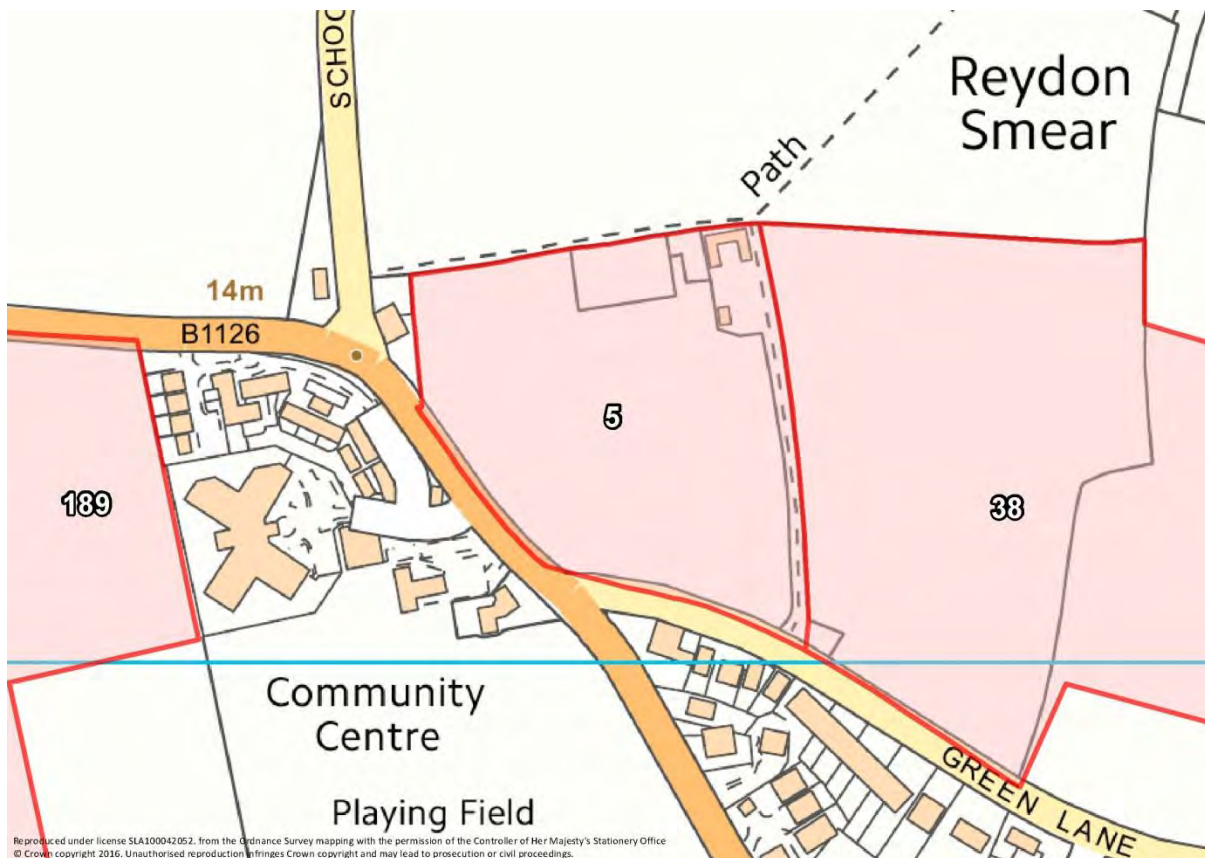 SCHOO
Reydon
Smear
Path
14m
B1126
5
189
38
Community
Centre
GREEN LANE
Playing Field
Reproduced under license SLA100042052. from the Ordnance Survey mapping with the permission of the Controller of Her Majesty's Stationery Office
© Crown copyright 2016. Unauthorised reproduction infringes Crown copyright and may lead to prosecution or civil proceedings.